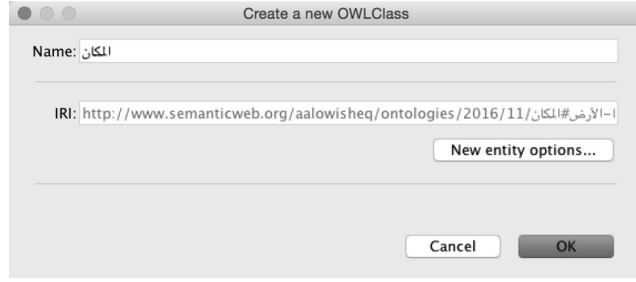 Create a new OWLClass
Name: المكان
IRI: http://www.semanticweb.org/aalowisheq/ontologies/2016/11/ا-الأرض#المكان
New entity options...
Cancel OK